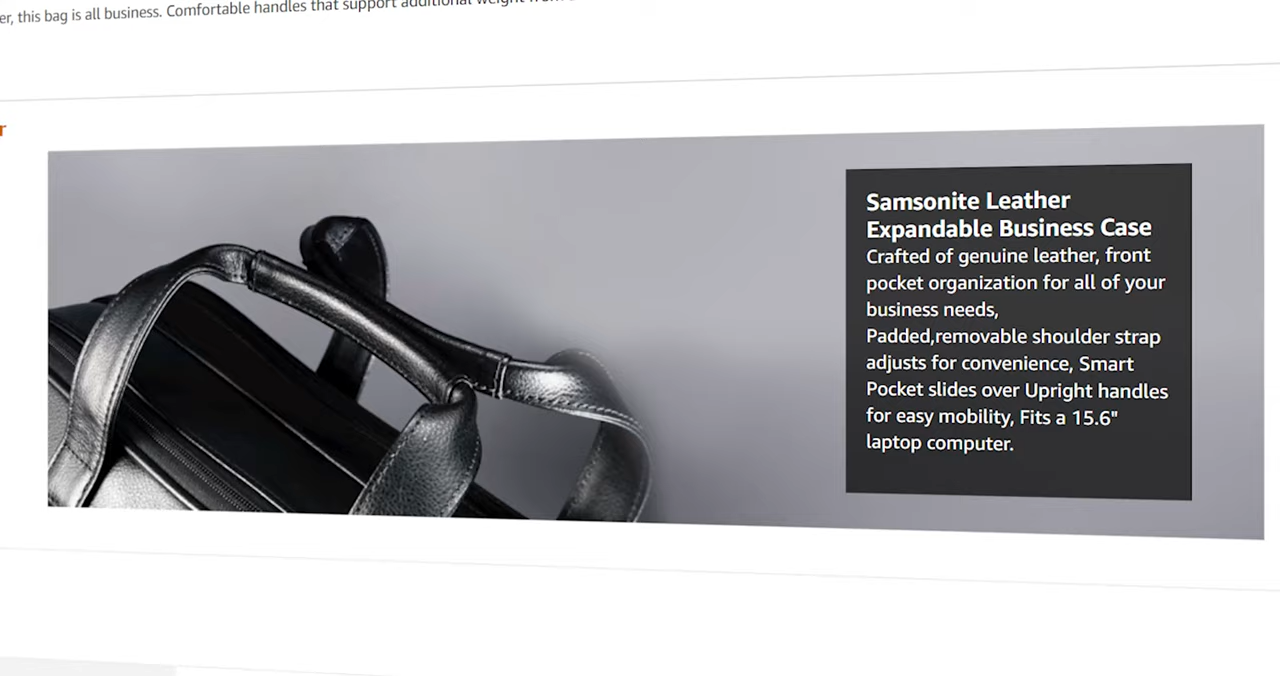 er, this bag is all business. Comfortable handles that support additional weight
r
Samsonite Leather
Expandable Business Case
Crafted of genuine leather, front
pocket organization for all of your
business needs,
Padded,removable shoulder strap
adjusts for convenience, Smart
Pocket slides over Upright handles
for easy mobility, Fits a 15.6"
laptop computer.